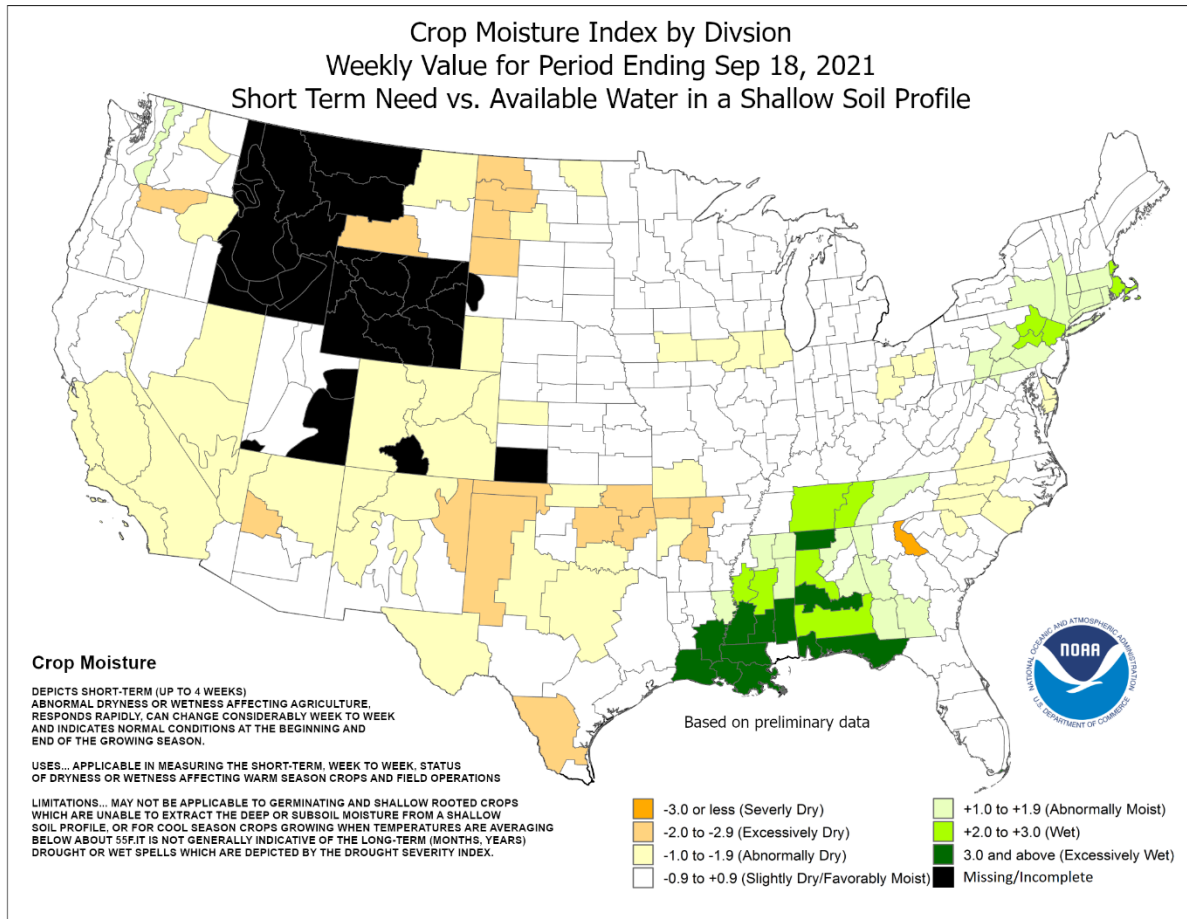 Crop Moisture Index by Divsion
Weekly Value for Period Ending Sep 18, 2021
Short Term Need vs. Available Water in a Shallow Soil Profile
Crop Moisture
DEPICTS SHORT-TERM (UP TO 4 WEEKS)
ABNORMAL DRYNESS OR WETNESS AFFECTING AGRICULTURE,
RESPONDS RAPIDLY, CAN CHANGE CONSIDERABLY WEEK TO WEEK
AND INDICATES NORMAL CONDITIONS AT THE BEGINNING AND
END OF THE GROWING SEASON.
USES... APPLICABLE IN MEASURING THE SHORT-TERM, WEEK TO WEEK, STATUS
OF DRYNESS OR WETNESS AFFECTING WARM SEASON CROPS AND FIELD OPERATIONS
LIMITATIONS... MAY NOT BE APPLICABLE TO GERMINATING AND SHALLOW ROOTED CROPS
WHICH ARE UNABLE TO EXTRACT THE DEEP OR SUBSOIL MOISTURE FROM A SHALLOW
SOIL PROFILE, OR FOR COOL SEASON CROPS GROWING WHEN TEMPERATURES ARE AVERAGING
BELOW ABOUT 55F.IT IS NOT GENERALLY INDICATIVE OF THE LONG-TERM (MONTHS, YEARS)
DROUGHT OR WET SPELLS WHICH ARE DEPICTED BY THE DROUGHT SEVERITY INDEX.
Based on preliminary data
NATIONAL OCEANIC AND ATMOSPHERIC ADMINISTRATION
NOAA
U.S. DEPARTMENT OF COMMERCE
-3.0 or less (Severly Dry)
-2.0 to -2.9 (Excessively Dry)
-1.0 to -1.9 (Abnormally Dry)
-0.9 to +0.9 (Slightly Dry/Favorably Moist)
+1.0 to +1.9 (Abnormally Moist)
+2.0 to +3.0 (Wet)
3.0 and above (Excessively Wet)
Missing/Incomplete